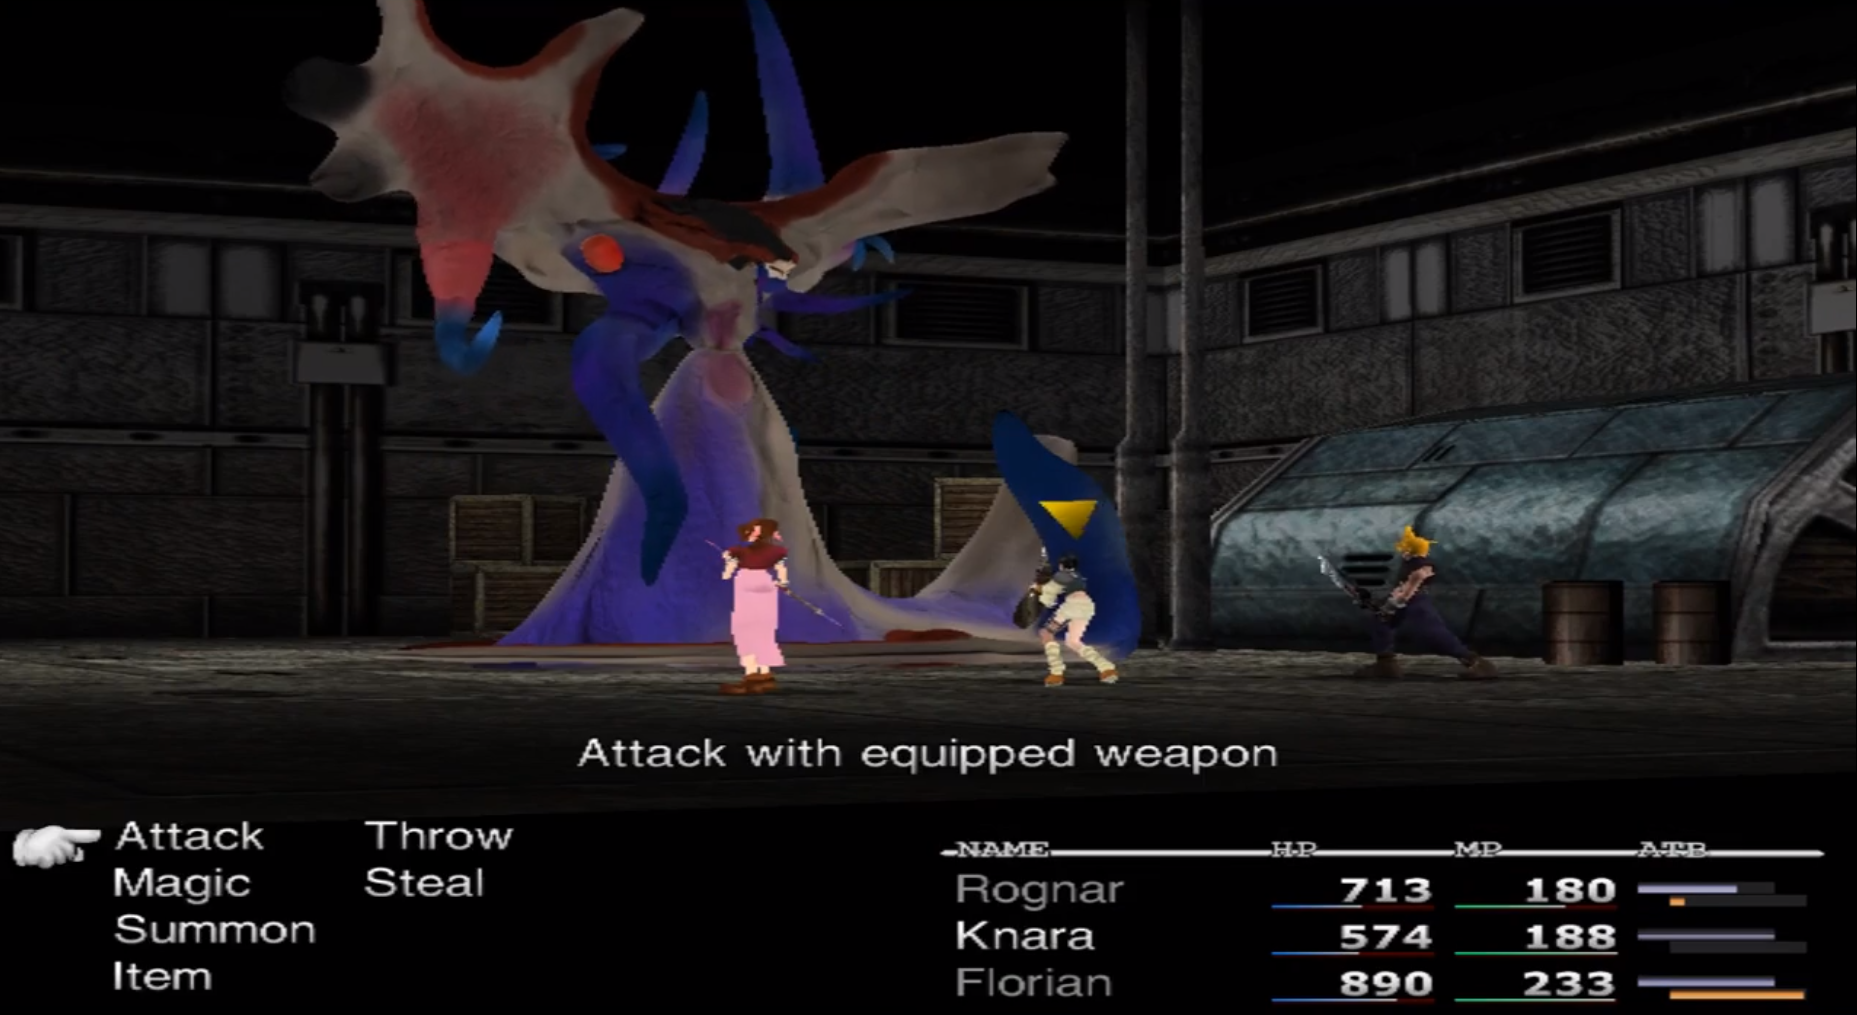 Attack with equipped weapon
Attack Throw
Magic Steal
Summon
Item
NAME HP MP ATB
Rognar 713 180
Knara 574 188
Florian 890 233